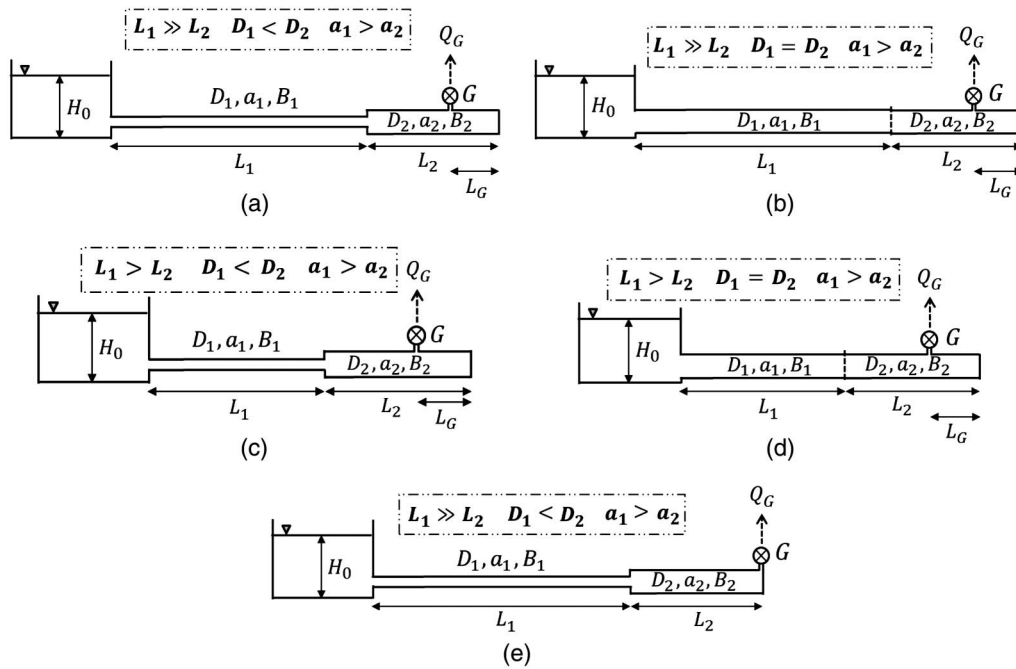 L₁ ≫ L₂ D₁ < D₂ a₁ > a₂
Q_G
G
H₀
D₁, a₁, B₁
D₂, a₂, B₂
L₁
L₂
L_G
(a)
L₁ ≫ L₂ D₁ = D₂ a₁ > a₂
Q_G
G
H₀
D₁, a₁, B₁
D₂, a₂, B₂
L₁
L₂
L_G
(b)
L₁ > L₂ D₁ < D₂ a₁ > a₂
Q_G
G
H₀
D₁, a₁, B₁
D₂, a₂, B₂
L₁
L₂
L_G
(c)
L₁ > L₂ D₁ = D₂ a₁ > a₂
Q_G
G
H₀
D₁, a₁, B₁
D₂, a₂, B₂
L₁
L₂
L_G
(d)
L₁ ≫ L₂ D₁ < D₂ a₁ > a₂
Q_G
G
H₀
D₁, a₁, B₁
D₂, a₂, B₂
L₁
L₂
(e)